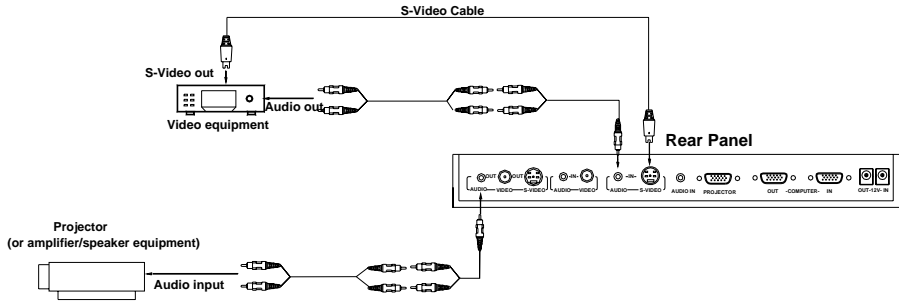 S-Video Cable
S-Video out
Audio out
Video equipment
Rear Panel
OUT OUT -IN- -IN-
AUDIO VIDEO S-VIDEO AUDIO VIDEO AUDIO S-VIDEO AUDIO IN PROJECTOR OUT -COMPUTER- IN OUT-12V- IN
Projector
(or amplifier/speaker equipment)
Audio input